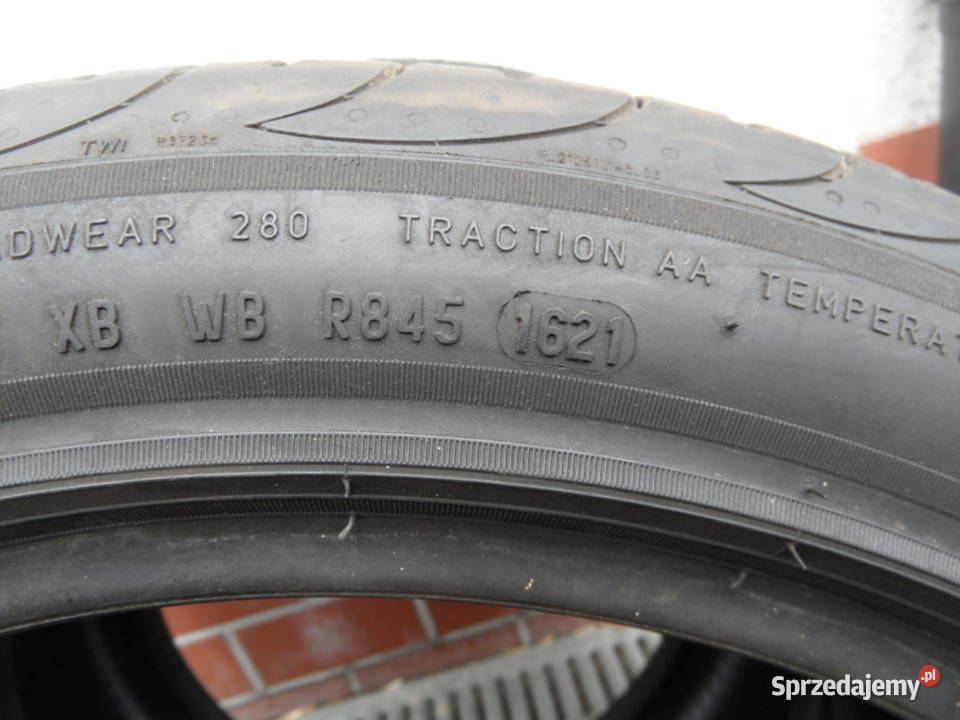 TWI
ADWEAR 280 TRACTION AA TEMPERAT
XB WB R845 1621
Sprzedajemy.pl